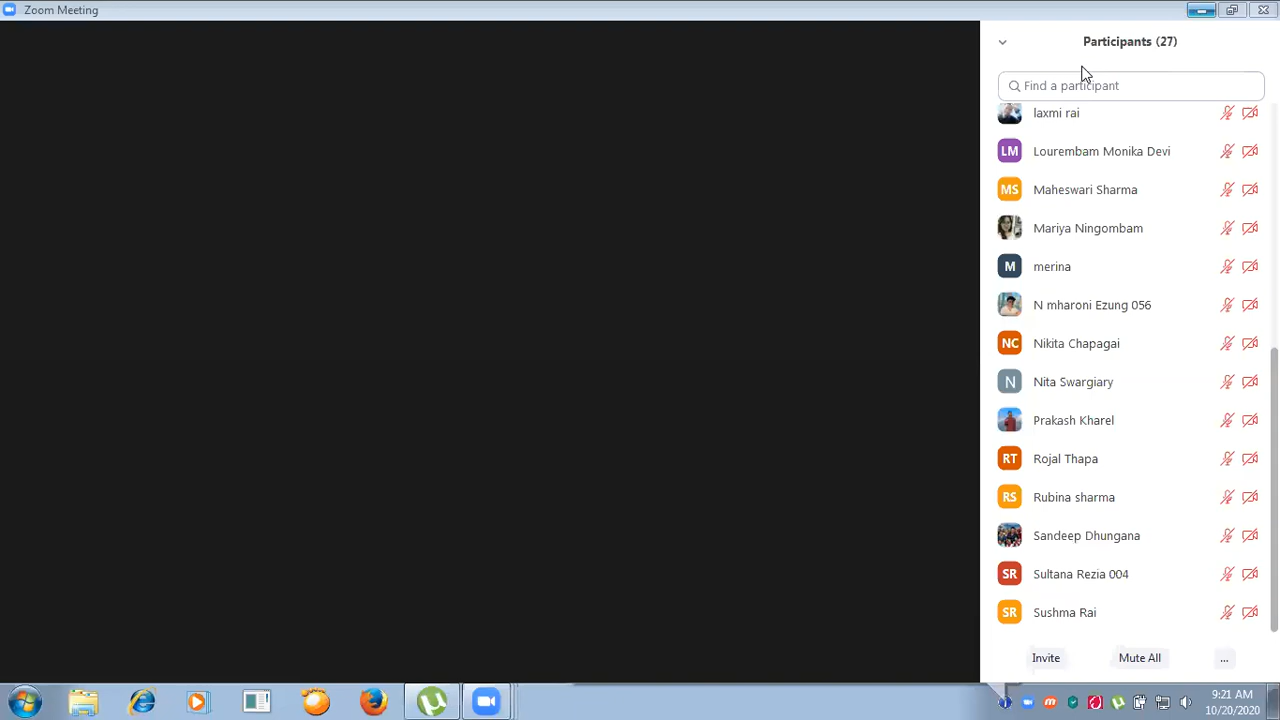 Zoom Meeting
Participants (27)
Find a participant
laxmi rai
LM Lourembam Monika Devi
MS Maheswari Sharma
Mariya Ningombam
M merina
N mharoni Ezung 056
NC Nikita Chapagai
N Nita Swargiary
Prakash Kharel
RT Rojal Thapa
RS Rubina sharma
Sandeep Dhungana
SR Sultana Rezia 004
SR Sushma Rai
Invite Mute All ...
9:21 AM
10/20/2020